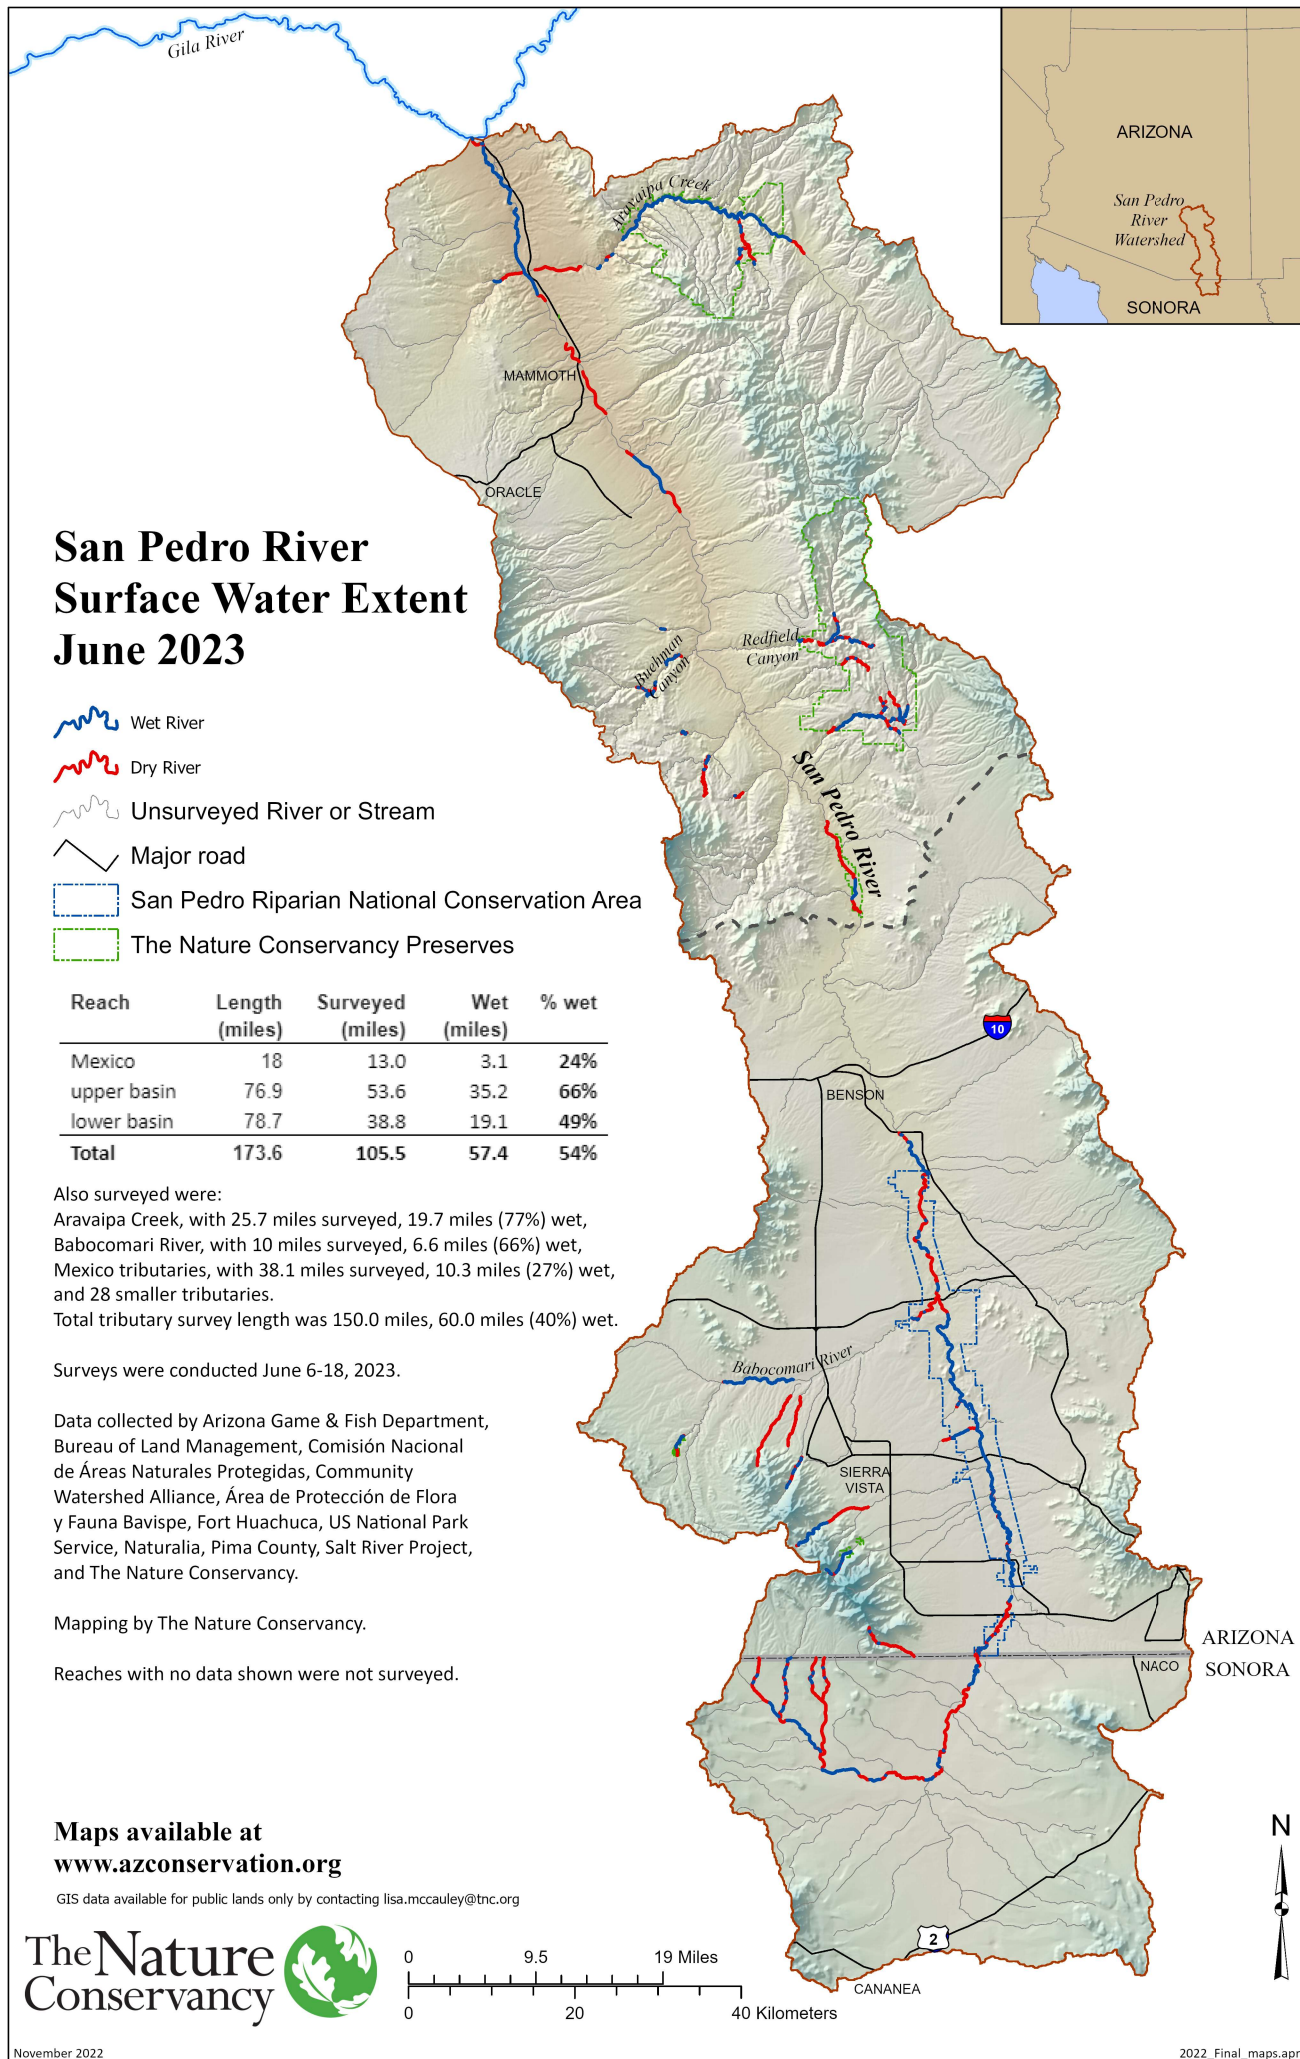 Gila River
ARIZONA
San Pedro
River
Watershed
SONORA
Aravaipa Creek
MAMMOTH
ORACLE
San Pedro River
Surface Water Extent
June 2023
Buehman
Canyon
Redfield
Canyon
San Pedro River
Wet River
Dry River
Unsurveyed River or Stream
Major road
San Pedro Riparian National Conservation Area
The Nature Conservancy Preserves
Reach Length (miles) Surveyed (miles) Wet (miles) % wet
Mexico 18 13.0 3.1 24%
upper basin 76.9 53.6 35.2 66%
lower basin 78.7 38.8 19.1 49%
Total 173.6 105.5 57.4 54%
10
BENSON
Also surveyed were:
Aravaipa Creek, with 25.7 miles surveyed, 19.7 miles (77%) wet,
Babocomari River, with 10 miles surveyed, 6.6 miles (66%) wet,
Mexico tributaries, with 38.1 miles surveyed, 10.3 miles (27%) wet,
and 28 smaller tributaries.
Total tributary survey length was 150.0 miles, 60.0 miles (40%) wet.
Surveys were conducted June 6-18, 2023.
Data collected by Arizona Game & Fish Department,
Bureau of Land Management, Comisión Nacional
de Áreas Naturales Protegidas, Community
Watershed Alliance, Área de Protección de Flora
y Fauna Bavispe, Fort Huachuca, US National Park
Service, Naturalia, Pima County, Salt River Project,
and The Nature Conservancy.
Mapping by The Nature Conservancy.
Reaches with no data shown were not surveyed.
Babocomari River
SIERRA
VISTA
ARIZONA
SONORA
NACO
Maps available at
www.azconservation.org
GIS data available for public lands only by contacting lisa.mccauley@tnc.org
The Nature
Conservancy
0 9.5 19 Miles
0 20 40 Kilometers
2
CANANEA
N
November 2022
2022_Final_maps.apr